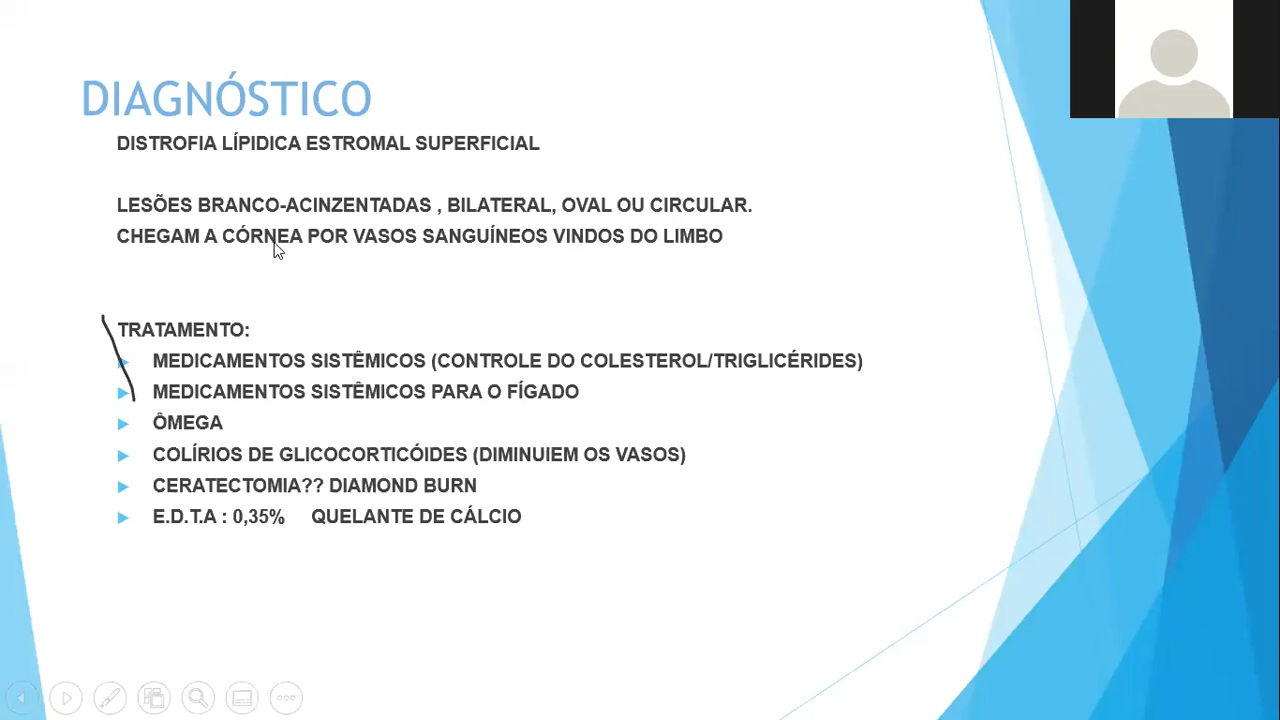 DIAGNÓSTICO
DISTROFIA LÍPIDICA ESTROMAL SUPERFICIAL
LESÕES BRANCO-ACINZENTADAS , BILATERAL, OVAL OU CIRCULAR.
CHEGAM A CÓRNEA POR VASOS SANGUÍNEOS VINDOS DO LIMBO
TRATAMENTO:
MEDICAMENTOS SISTÊMICOS (CONTROLE DO COLESTEROL/TRIGLICÉRIDES)
MEDICAMENTOS SISTÊMICOS PARA O FÍGADO
ÔMEGA
COLÍRIOS DE GLICOCORTICÓIDES (DIMINUIEM OS VASOS)
CERATECTOMIA?? DIAMOND BURN
E.D.T.A : 0,35% QUELANTE DE CÁLCIO